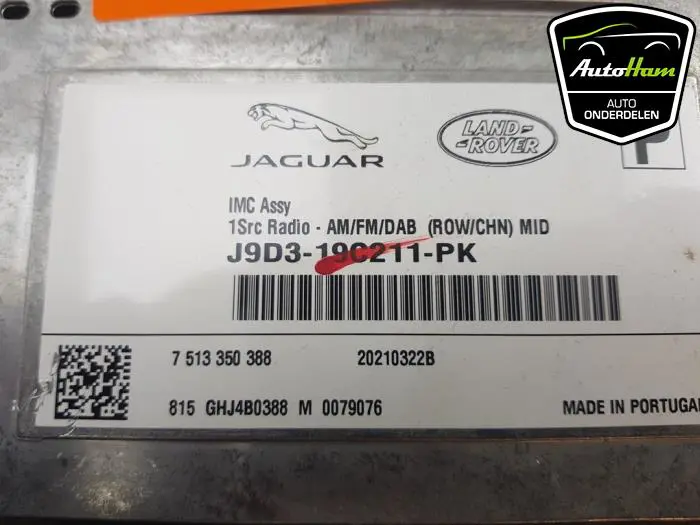 AutoHam
AUTO
ONDERDELEN
JAGUAR
LAND-
-ROVER
P
IMC Assy
1Src Radio - AM/FM/DAB (ROW/CHN) MID
J9D3-19C211-PK
7 513 350 388 20210322B
815 GHJ4B0388 M 0079076 MADE IN PORTUGAL